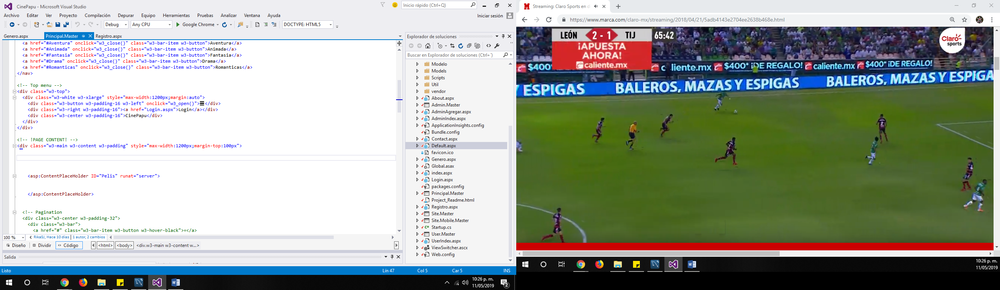 CinePapu - Microsoft Visual Studio
Inicio rápido (Ctrl+Q)
Archivo Editar Ver Proyecto Compilación Depurar Equipo Herramientas Pruebas Analizar Ventana Ayuda
Iniciar sesión
Debug Any CPU Google Chrome DOCTYPE: HTML5
Genero.aspx Principal.Master Registro.aspx
<a href="#Aventura" onclick="w3_close()" class="w3-bar-item w3-button">Aventura</a>
<a href="#Animada" onclick="w3_close()" class="w3-bar-item w3-button">Animada</a>
<a href="#Fantasia" onclick="w3_close()" class="w3-bar-item w3-button">Fantasia</a>
<a href="#Drama" onclick="w3_close()" class="w3-bar-item w3-button">Drama</a>
<a href="#Romanticas" onclick="w3_close()" class="w3-bar-item w3-button">Romanticas</a>
</nav>
<!-- Top menu -->
<div class="w3-top">
<div class="w3-white w3-xlarge" style="max-width:1200px;margin:auto">
<div class="w3-button w3-padding-16 w3-left" onclick="w3_open()">☰</div>
<div class="w3-right w3-padding-16"><a href="Login.aspx">Login</a></div>
<div class="w3-center w3-padding-16">CinePapu</div>
</div>
</div>
<!-- !PAGE CONTENT! -->
<div class="w3-main w3-content w3-padding" style="max-width:1200px;margin-top:100px">
<asp:ContentPlaceHolder ID="Pelis" runat="server">
</asp:ContentPlaceHolder>
<!-- Pagination
<div class="w3-center w3-padding-32">
<div class="w3-bar">
<a href="#" class="w3-bar-item w3-button w3-hover-black">«</a>
100 % RikaSJ, Hace 10 días | 1 autor, 2 cambios
Diseño Dividir Código <html> <body> <div.w3-main w3-content w...>
Salida
Listo Lín 47 Col 5 Car 5 INS
10:26 p. m.
11/05/2019
2
Explorador de soluciones
Buscar en Explorador de soluciones (Ctrl+´)
Modelo
Models
Scripts
Util
vendor
About.aspx
Admin.Master
AdminAgregar.aspx
AdminIndex.aspx
ApplicationInsights.config
Bundle.config
Contact.aspx
Default.aspx
favicon.ico
Genero.aspx
Global.asax
index.aspx
Login.aspx
packages.config
Principal.Master
Project_Readme.html
Registro.aspx
Site.Master
Site.Mobile.Master
Startup.cs
User.Master
UserIndex.aspx
ViewSwitcher.ascx
Web.config
Streaming: Claro Sports en d
https://www.marca.com/claro-mx/streaming/2018/04/21/5adb4143e2704ee2638b468e.html
LEÓN 2 - 1 TIJ 65:42
¡APUESTA
AHORA!
caliente.mx
Claro-
sports
$400* liente.mx $400* ¡DE REGALO! caliente.mx $400* ¡DE REGALO!
ESPIGAS BALEROS, MAZAS Y ESPIGAS BALEROS, MAZAS Y ESPIGA
10:26 p. m.
11/05/2019